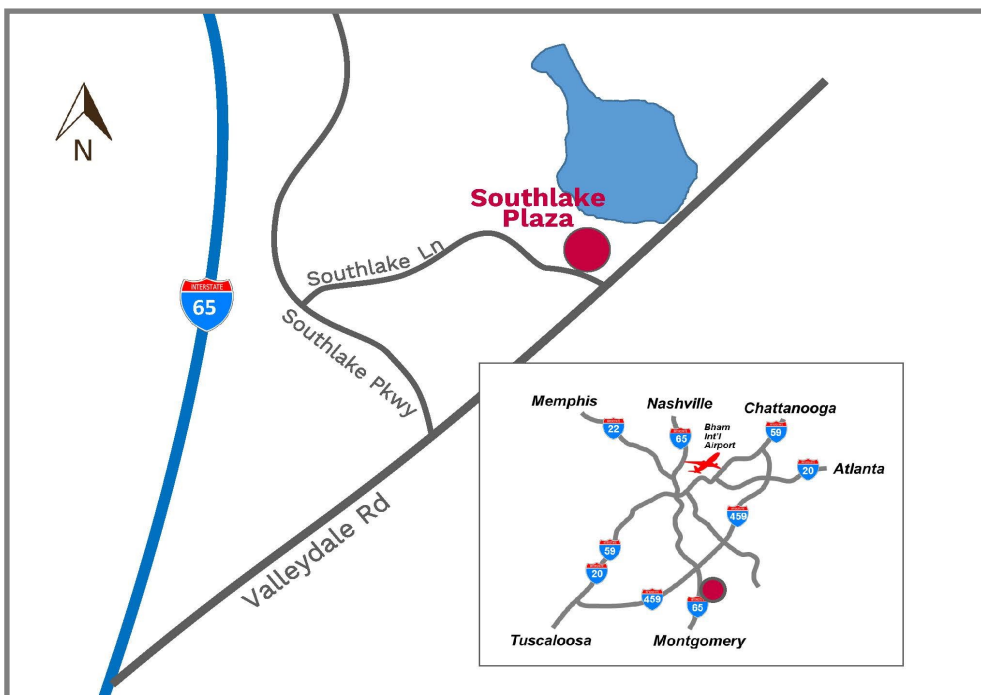 N
Southlake
Plaza
Southlake Ln
INTERSTATE
65
Southlake Pkwy
Valleydale Rd
Memphis
Nashville
Chattanooga
22
65
Bham
Int'l
Airport
59
20
Atlanta
459
59
20
459
65
Tuscaloosa
Montgomery